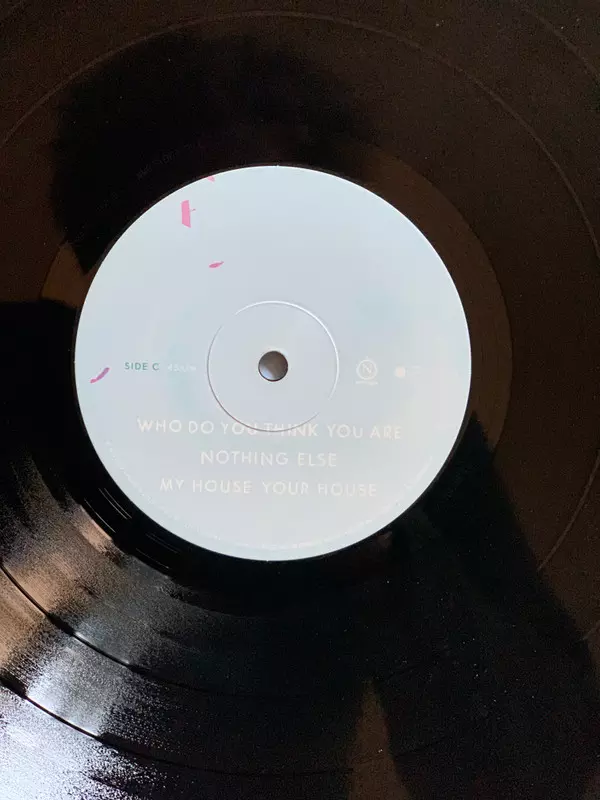 SIDE C
WHO DO YOU THINK YOU ARE
NOTHING ELSE
MY HOUSE YOUR HOUSE